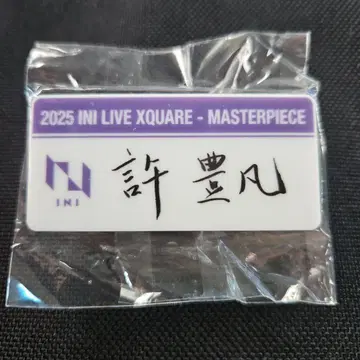 2025 INI LIVE XQUARE - MASTERPIECE
INI
許 豊凡